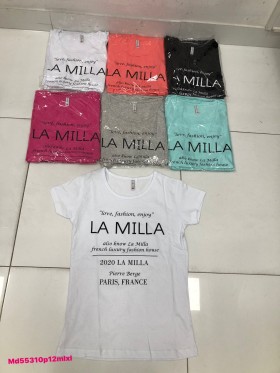 LA MILLA
LA MILLA
LA MILLA
LA MILLA
LA MILLA
LA MILLA
"love, fashion, enjoy"
LA MILLA
also know La Milla
french luxury fashion house
2020 LA MILLA
Pierre Berge
PARIS, FRANCE
Md55310p12mlxl